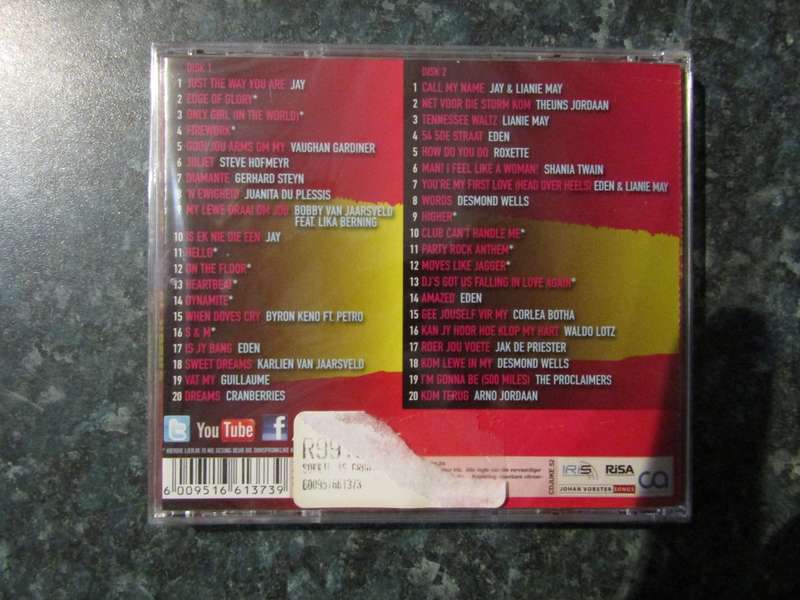 DISK 1
1 JUST THE WAY YOU ARE JAY
2 EDGE OF GLORY*
3 ONLY GIRL (IN THE WORLD)*
4 FIREWORK*
5 GOOI JOU ARMS OM MY VAUGHAN GARDINER
6 JULIET STEVE HOFMEYR
7 DIAMANTE GERHARD STEYN
8 'N EWIGHEID JUANITA DU PLESSIS
9 MY LEWE DRAAI OM JOU BOBBY VAN JAARSVELD
FEAT. LIKA BERNING
10 IS EK NIE DIE EEN JAY
11 HELLO*
12 ON THE FLOOR*
13 HEARTBEAT*
14 DYNAMITE*
15 WHEN DOVES CRY BYRON KENO FT. PETRO
16 S & M*
17 IS JY BANG EDEN
18 SWEET DREAMS KARLIEN VAN JAARSVELD
19 VAT MY GUILLAUME
20 DREAMS CRANBERRIES
DISK 2
1 CALL MY NAME JAY & LIANIE MAY
2 NET VOOR DIE STORM KOM THEUNS JORDAAN
3 TENNESSEE WALTZ LIANIE MAY
4 54 5DE STRAAT EDEN
5 HOW DO YOU DO ROXETTE
6 MAN! I FEEL LIKE A WOMAN! SHANIA TWAIN
7 YOU'RE MY FIRST LOVE (HEAD OVER HEELS) EDEN & LIANIE MAY
8 WORDS DESMOND WELLS
9 HIGHER*
10 CLUB CAN'T HANDLE ME*
11 PARTY ROCK ANTHEM*
12 MOVES LIKE JAGGER*
13 DJ'S GOT US FALLING IN LOVE AGAIN*
14 AMAZED EDEN
15 GEE JOUSELF VIR MY CORLEA BOTHA
16 KAN JY HOOR HOE KLOP MY HART WALDO LOTZ
17 ROER JOU VOETE JAK DE PRIESTER
18 KOM LEWE IN MY DESMOND WELLS
19 I'M GONNA BE (500 MILES) THE PROCLAIMERS
20 KOM TERUG ARNO JORDAAN
YouTube f
6 009516 613739
R99
600951661373
CDJUKE 52
IRIS RiSA ca
JOHAN VORSTER SONGS